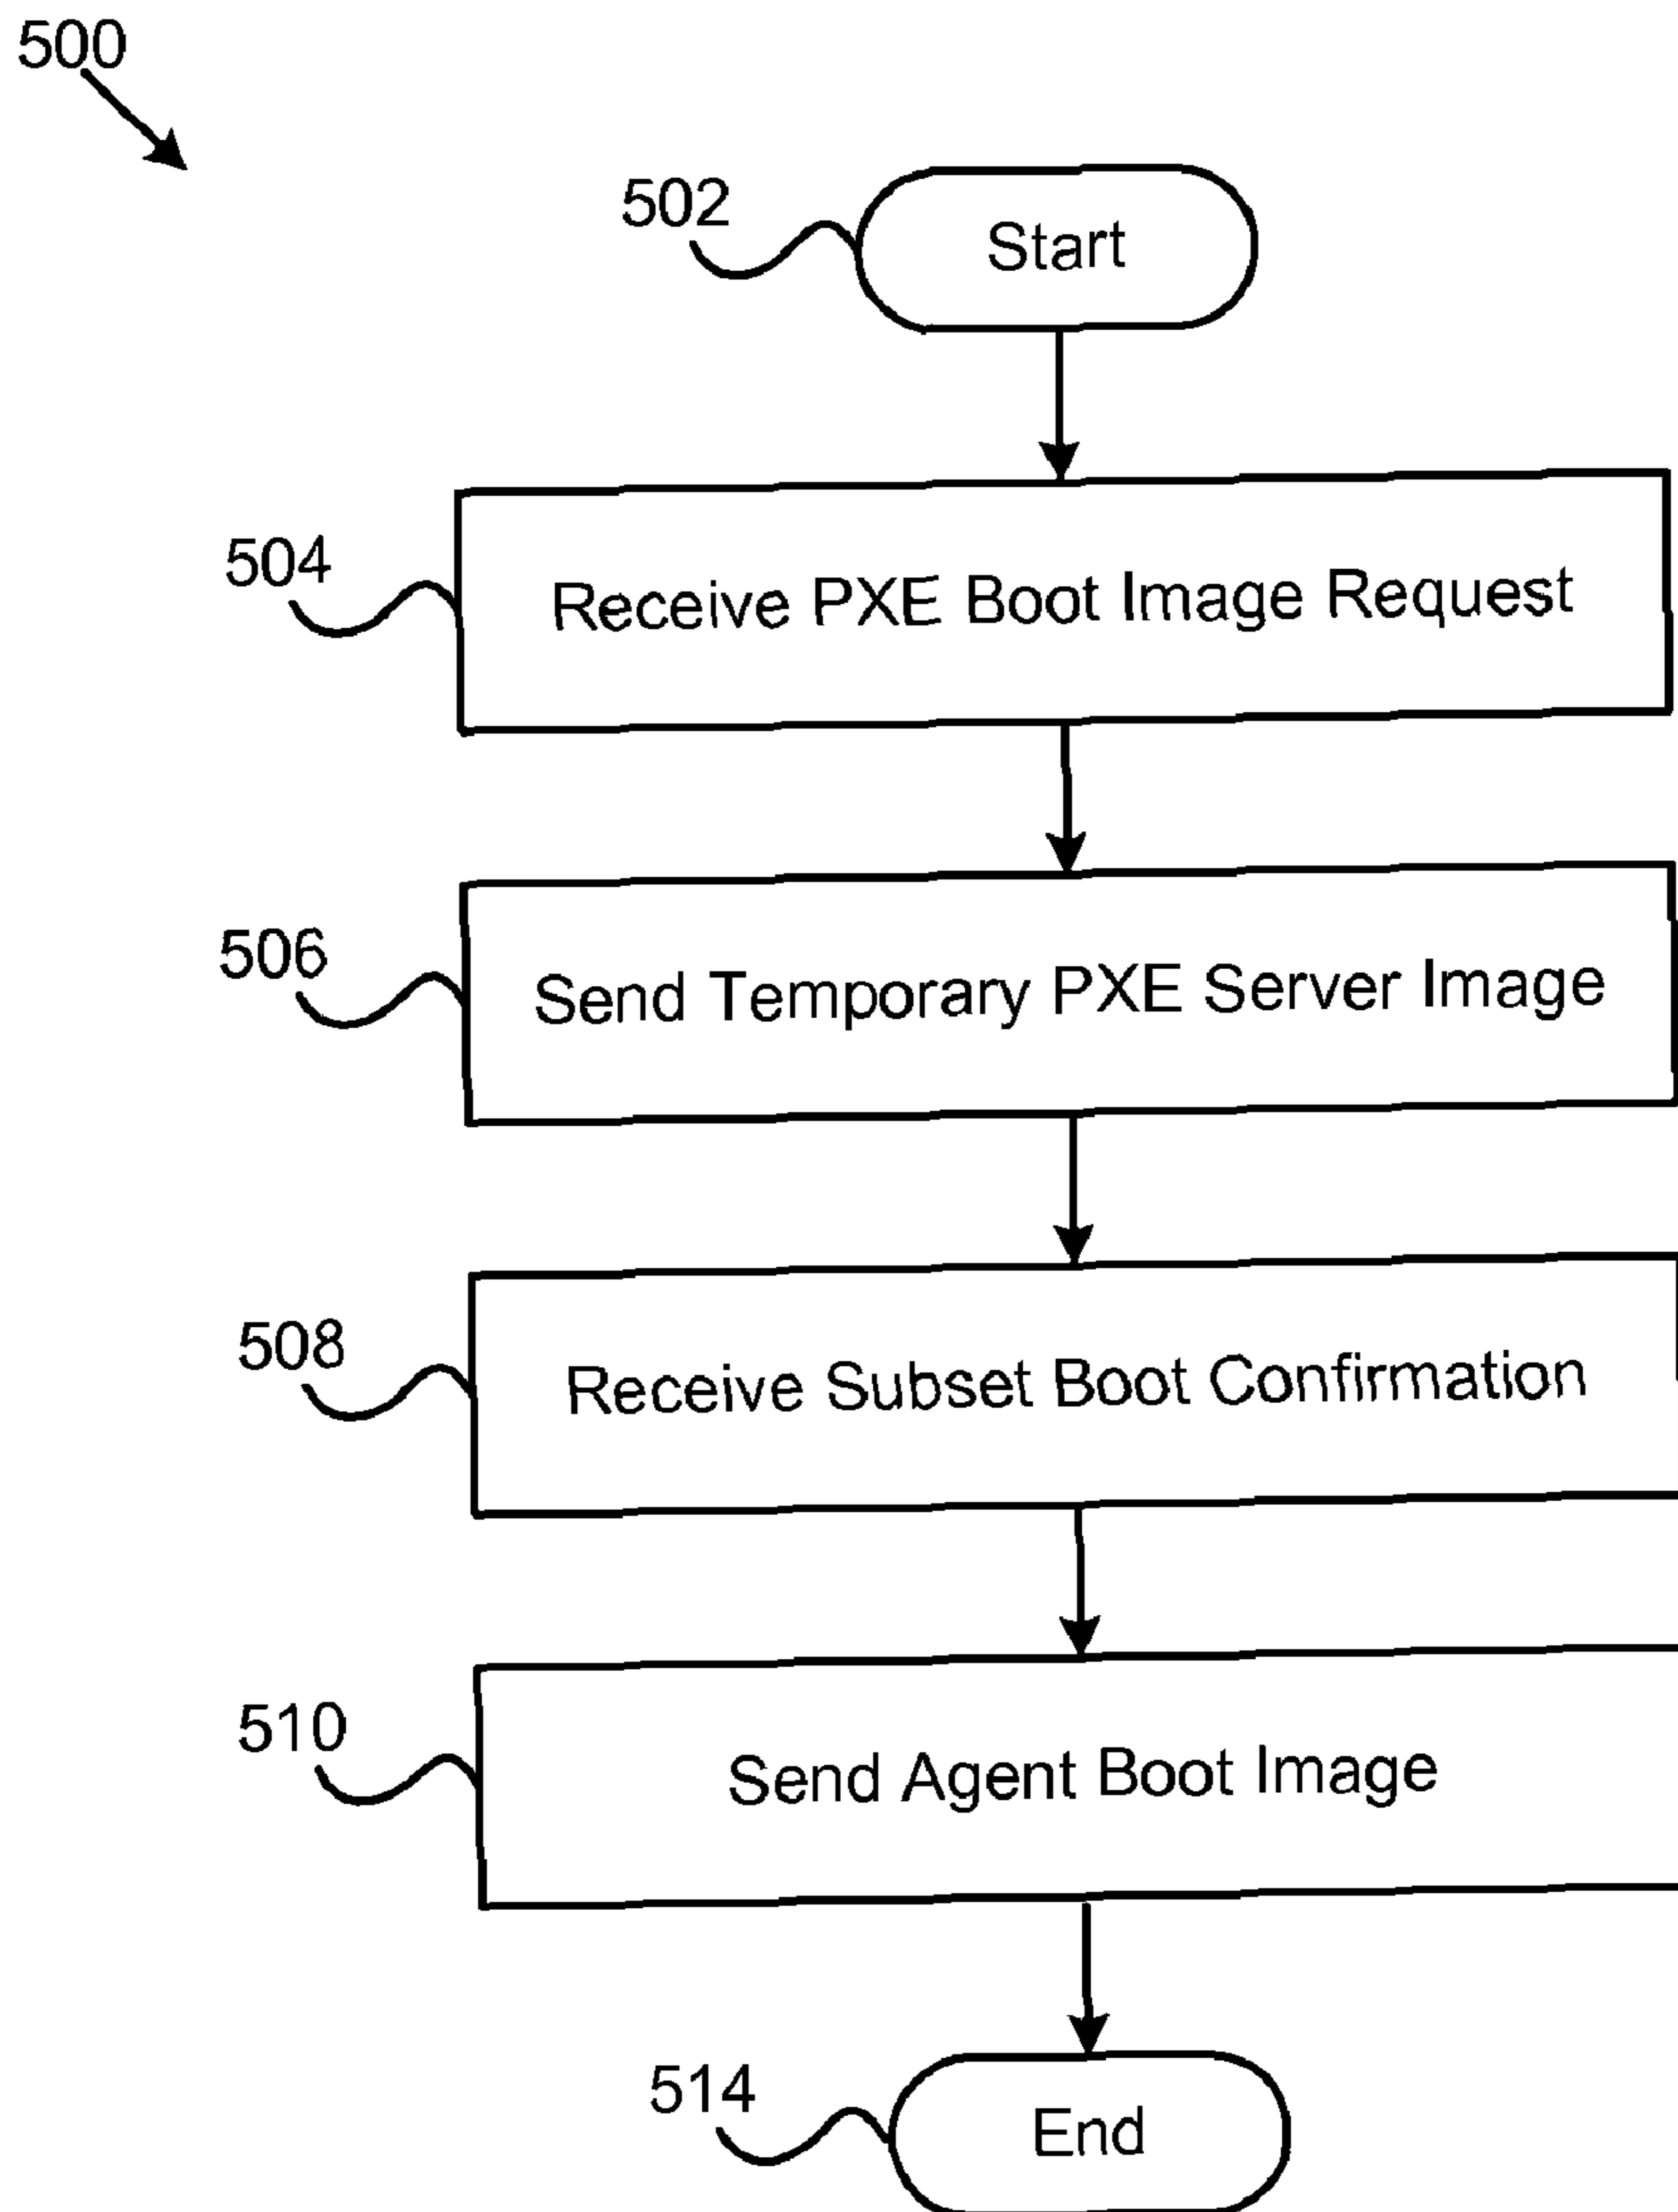 500
502
Start
504
Receive PXE Boot Image Request
506
Send Temporary PXE Server Image
508
Receive Subset Boot Confirmation
510
Send Agent Boot Image
514
End